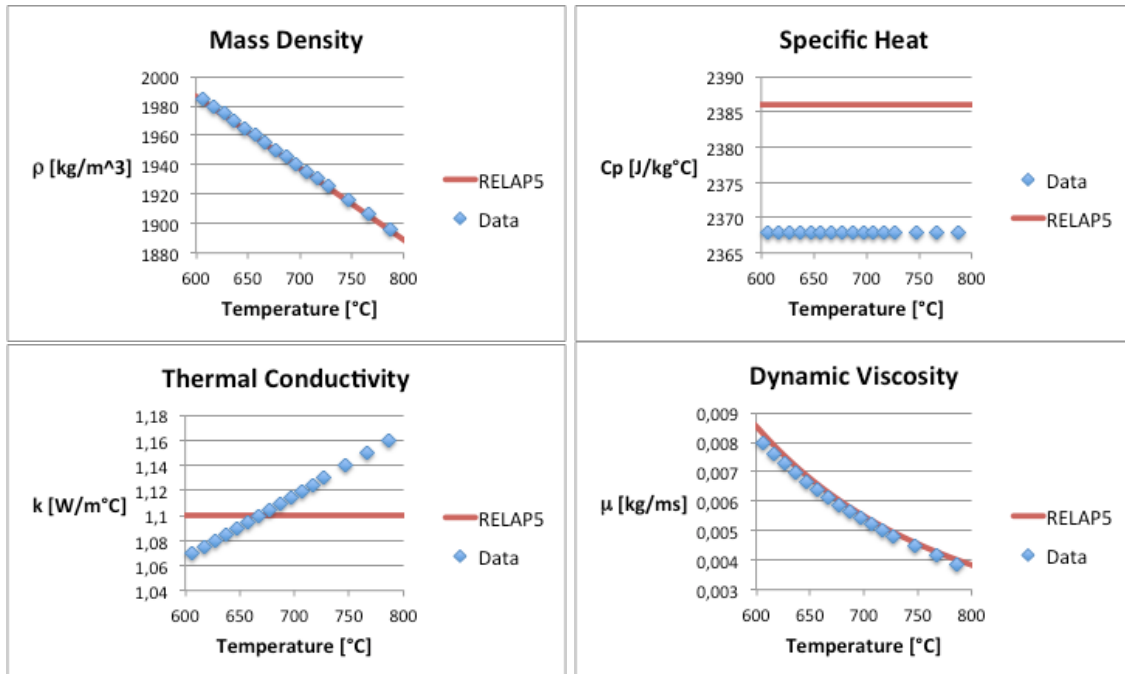 Mass Density
2000
1980
1960
1940
1920
1900
1880
ρ [kg/m^3]
600 650 700 750 800
Temperature [°C]
RELAP5
Data
Specific Heat
2390
2385
2380
2375
2370
2365
Cp [J/kg°C]
600 650 700 750 800
Temperature [°C]
Data
RELAP5
Thermal Conductivity
1,18
1,16
1,14
1,12
1,1
1,08
1,06
1,04
k [W/m°C]
600 650 700 750 800
Temperature [°C]
RELAP5
Data
Dynamic Viscosity
0,009
0,008
0,007
0,006
0,005
0,004
0,003
μ [kg/ms]
600 650 700 750 800
Temperature [°C]
RELAP5
Data